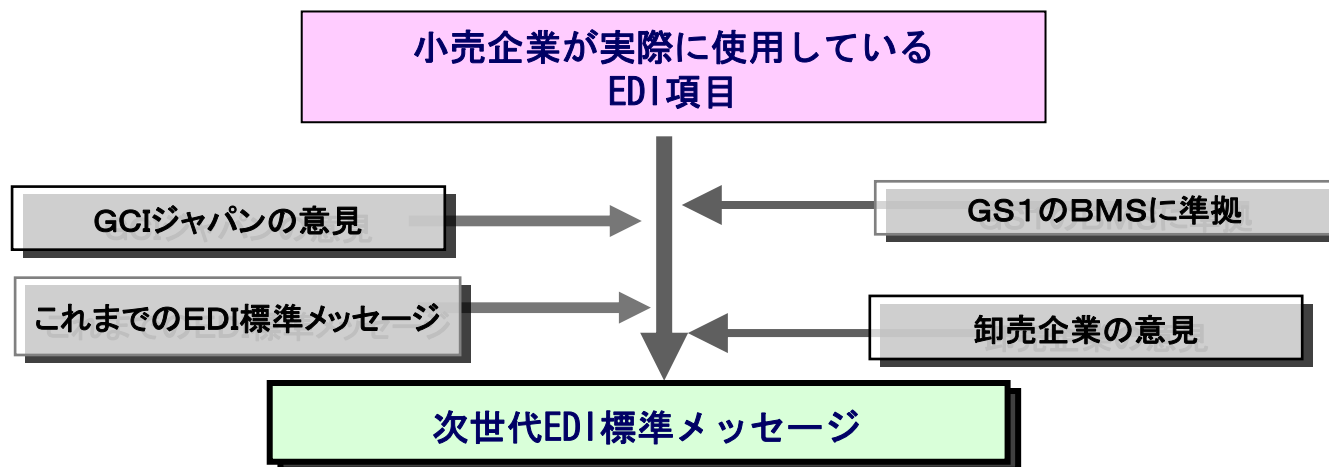 小売企業が実際に使用している
EDI項目
GCIジャパンの意見
GS1のBMSに準拠
これまでのEDI標準メッセージ
卸売企業の意見
次世代EDI標準メッセージ